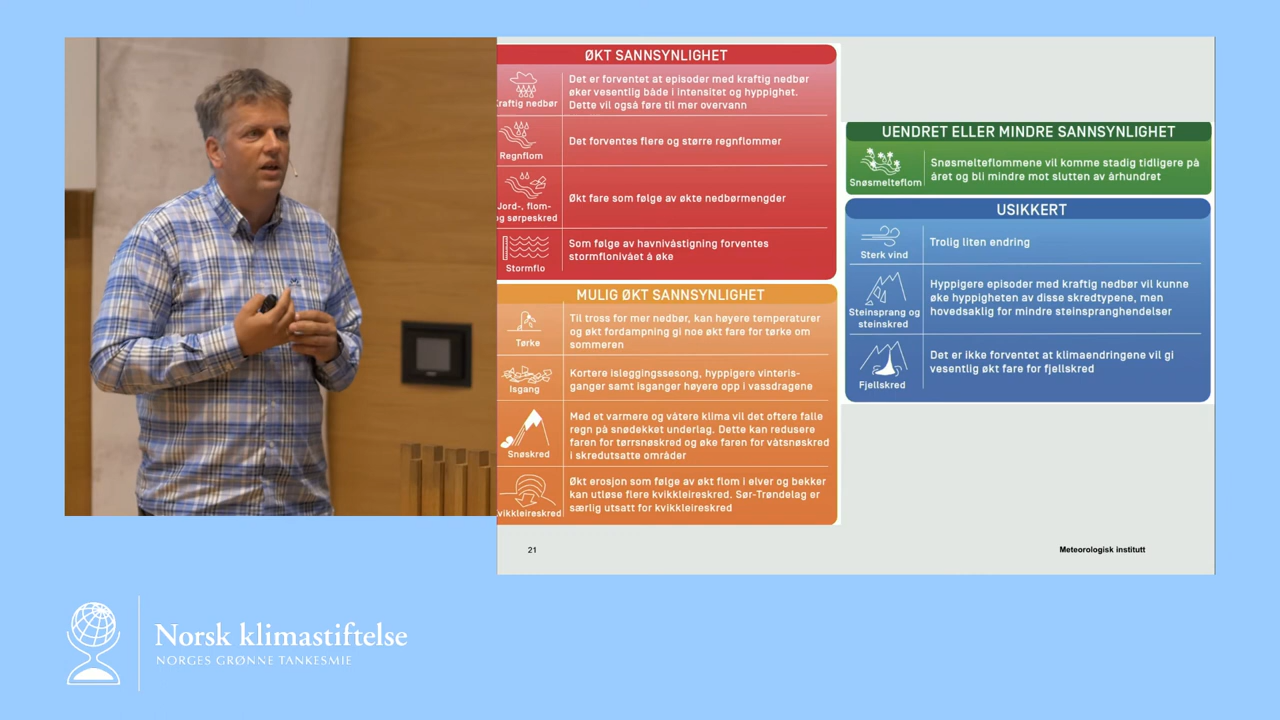 ØKT SANNSYNLIGHET
Kraftig nedbør
Det er forventet at episoder med kraftig nedbør
øker vesentlig både i intensitet og hyppighet.
Dette vil også føre til mer overvann
Regnflom
Det forventes flere og større regnflommer
Jord-, flom-
og sørpeskred
Økt fare som følge av økte nedbørmengder
Stormflo
Som følge av havnivåstigning forventes
stormflonivået å øke
MULIG ØKT SANNSYNLIGHET
Tørke
Til tross for mer nedbør, kan høyere temperaturer
og økt fordampning gi noe økt fare for tørke om
sommeren
Isgang
Kortere isleggingssesong, hyppigere vinteris-
ganger samt isganger høyere opp i vassdragene
Snøskred
Med et varmere og våtere klima vil det oftere falle
regn på snødekket underlag. Dette kan redusere
faren for tørrsnøskred og øke faren for våtsnøskred
i skredutsatte områder
Kvikkleireskred
Økt erosjon som følge av økt flom i elver og bekker
kan utløse flere kvikkleireskred. Sør-Trøndelag er
særlig utsatt for kvikkleireskred
UENDRET ELLER MINDRE SANNSYNLIGHET
Snøsmelteflom
Snøsmelteflommene vil komme stadig tidligere på
året og bli mindre mot slutten av århundret
USIKKERT
Sterk vind
Trolig liten endring
Steinsprang og
steinskred
Hyppigere episoder med kraftig nedbør vil kunne
øke hyppigheten av disse skredtypene, men
hovedsaklig for mindre steinspranghendelser
Fjellskred
Det er ikke forventet at klimaendringene vil gi
vesentlig økt fare for fjellskred
21
Meteorologisk institutt
Norsk klimastiftelse
NORGES GRØNNE TANKESMIE